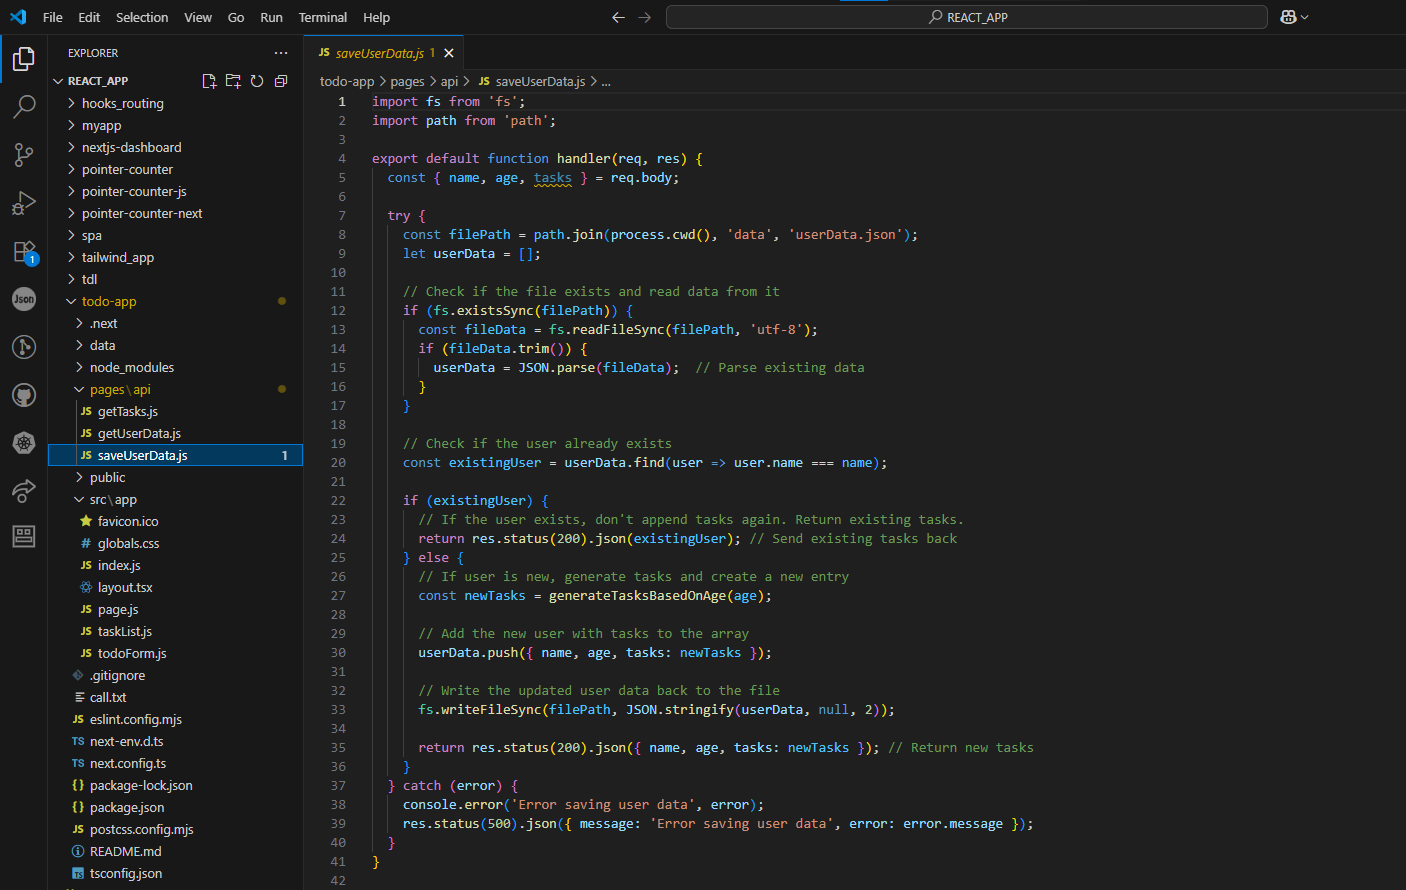 File Edit Selection View Go Run Terminal Help
REACT_APP
EXPLORER
REACT_APP
hooks_routing
myapp
nextjs-dashboard
pointer-counter
pointer-counter-js
pointer-counter-next
spa
tailwind_app
tdl
todo-app
.next
data
node_modules
pages\api
JS getTasks.js
JS getUserData.js
JS saveUserData.js 1
public
src\app
favicon.ico
# globals.css
JS index.js
layout.tsx
JS page.js
JS taskList.js
JS todoForm.js
.gitignore
call.txt
JS eslint.config.mjs
TS next-env.d.ts
TS next.config.ts
{} package-lock.json
{} package.json
JS postcss.config.mjs
README.md
TS tsconfig.json
1
Json
JS saveUserData.js 1
todo-app > pages > api > JS saveUserData.js > ...
1 import fs from 'fs';
2 import path from 'path';
3
4 export default function handler(req, res) {
5 const { name, age, tasks } = req.body;
6
7 try {
8 const filePath = path.join(process.cwd(), 'data', 'userData.json');
9 let userData = [];
10
11 // Check if the file exists and read data from it
12 if (fs.existsSync(filePath)) {
13 const fileData = fs.readFileSync(filePath, 'utf-8');
14 if (fileData.trim()) {
15 userData = JSON.parse(fileData); // Parse existing data
16 }
17 }
18
19 // Check if the user already exists
20 const existingUser = userData.find(user => user.name === name);
21
22 if (existingUser) {
23 // If the user exists, don't append tasks again. Return existing tasks.
24 return res.status(200).json(existingUser); // Send existing tasks back
25 } else {
26 // If user is new, generate tasks and create a new entry
27 const newTasks = generateTasksBasedOnAge(age);
28
29 // Add the new user with tasks to the array
30 userData.push({ name, age, tasks: newTasks });
31
32 // Write the updated user data back to the file
33 fs.writeFileSync(filePath, JSON.stringify(userData, null, 2));
34
35 return res.status(200).json({ name, age, tasks: newTasks }); // Return new tasks
36 }
37 } catch (error) {
38 console.error('Error saving user data', error);
39 res.status(500).json({ message: 'Error saving user data', error: error.message });
40 }
41 }
42